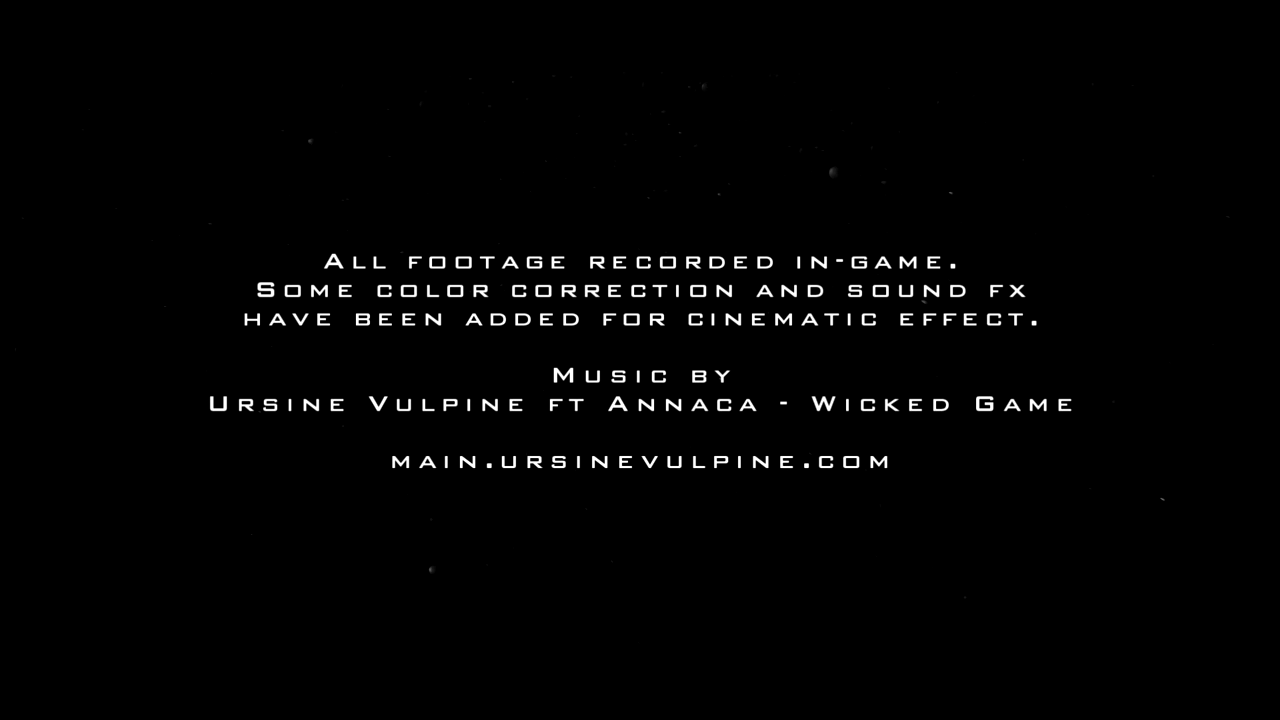 All footage recorded in-game.
Some color correction and sound fx
have been added for cinematic effect.
Music by
Ursine Vulpine ft Annaca - Wicked Game
main.ursinevulpine.com